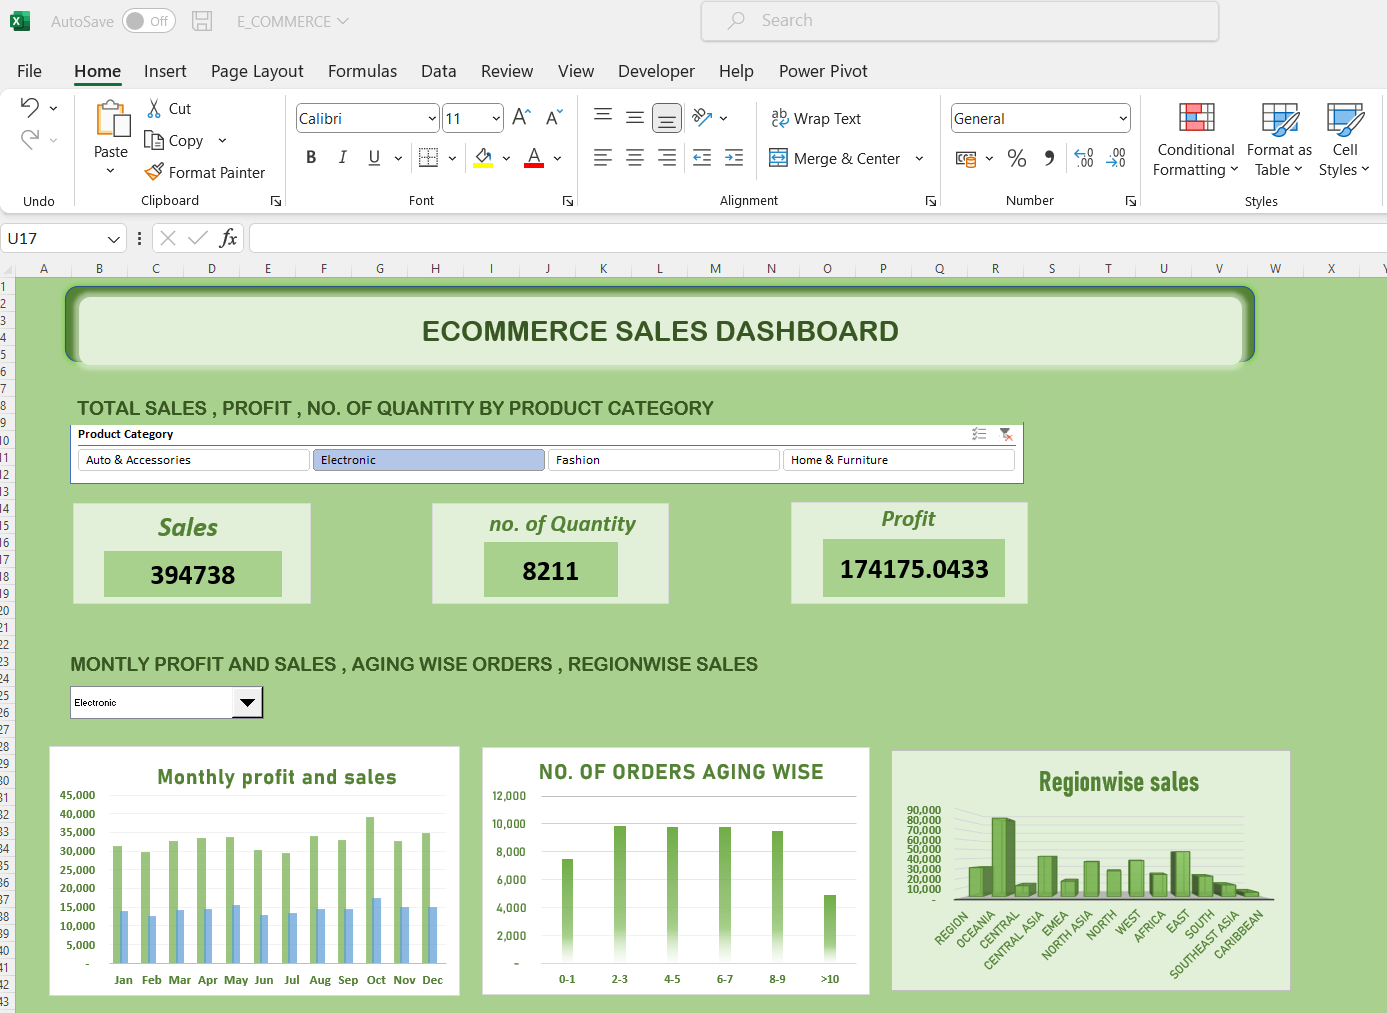 AutoSave Off E_COMMERCE Search
File Home Insert Page Layout Formulas Data Review View Developer Help Power Pivot
Cut
Copy
Paste
Format Painter
Calibri 11
B I U
ab Wrap Text
Merge & Center
General
% .00 .00
Conditional Formatting Format as Table Cell Styles
Undo Clipboard Font Alignment Number Styles
U17 fx
A B C D E F G H I J K L M N O P Q R S T U V W X
ECOMMERCE SALES DASHBOARD
TOTAL SALES , PROFIT , NO. OF QUANTITY BY PRODUCT CATEGORY
Product Category
Auto & Accessories Electronic Fashion Home & Furniture
Sales no. of Quantity Profit
394738 8211 174175.0433
MONTLY PROFIT AND SALES , AGING WISE ORDERS , REGIONWISE SALES
Electronic
Monthly profit and sales
45,000
40,000
35,000
30,000
25,000
20,000
15,000
10,000
5,000
-
Jan Feb Mar Apr May Jun Jul Aug Sep Oct Nov Dec
NO. OF ORDERS AGING WISE
12,000
10,000
8,000
6,000
4,000
2,000
-
0-1 2-3 4-5 6-7 8-9 >10
Regionwise sales
90,000
80,000
70,000
60,000
50,000
40,000
30,000
20,000
10,000
-
REGION OCEANIA CENTRAL CENTRAL ASIA EMEA NORTH ASIA NORTH WEST AFRICA EAST SOUTH SOUTHEAST ASIA CARIBBEAN